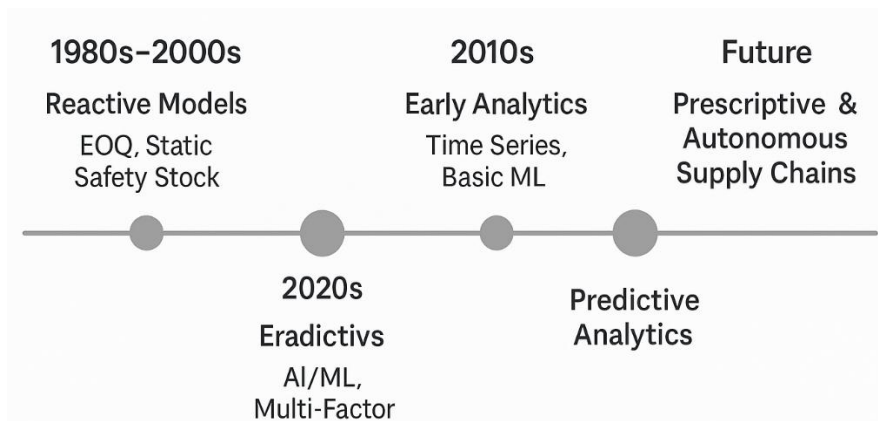 1980s–2000s
Reactive Models
EOQ, Static
Safety Stock
2020s
Eradictivs
AI/ML,
Multi-Factor
2010s
Early Analytics
Time Series,
Basic ML
Predictive
Analytics
Future
Prescriptive &
Autonomous
Supply Chains